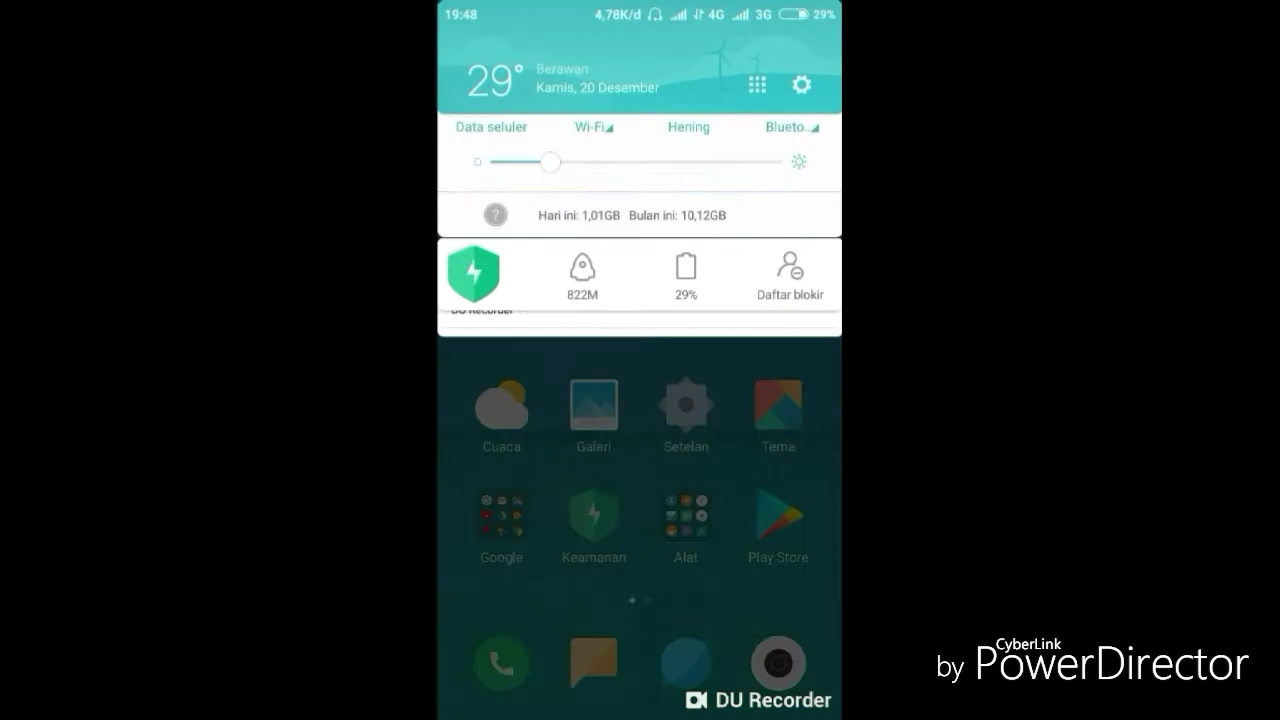 19:48 4,78K/d 4G 3G 29%
29° Berawan
Kamis, 20 Desember
Data seluler Wi-Fi Hening Blueto...
? Hari ini: 1,01GB Bulan ini: 10,12GB
822M 29% Daftar blokir
DU Recorder
Cuaca Galeri Setelan Tema
Google Keamanan Alat Play Store
CyberLink
by PowerDirector
DU Recorder